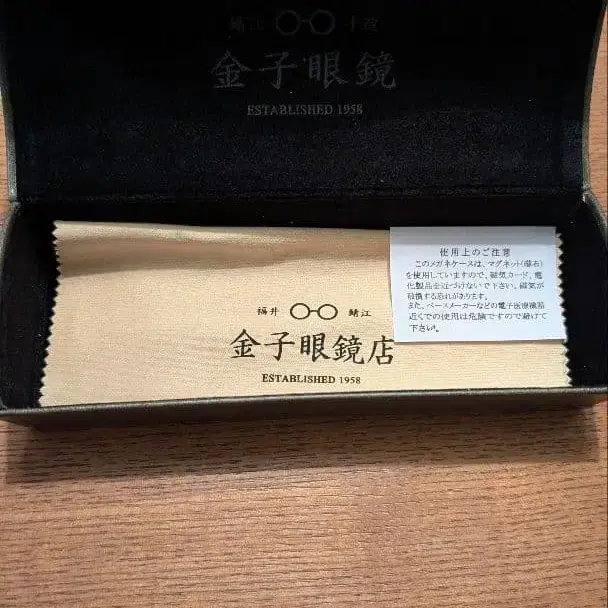 鯖江 手造
金子眼鏡
ESTABLISHED 1958
使用上のご注意
このメガネケースは、マグネット(磁石)
を使用していますので、磁気カード、電
化製品を近づけないで下さい。磁気が
破損する恐れがあります。
また、ペースメーカーなどの電子医療機器
近くでの使用は危険ですので避けて
下さい。
福井 鯖江
金子眼鏡店
ESTABLISHED 1958